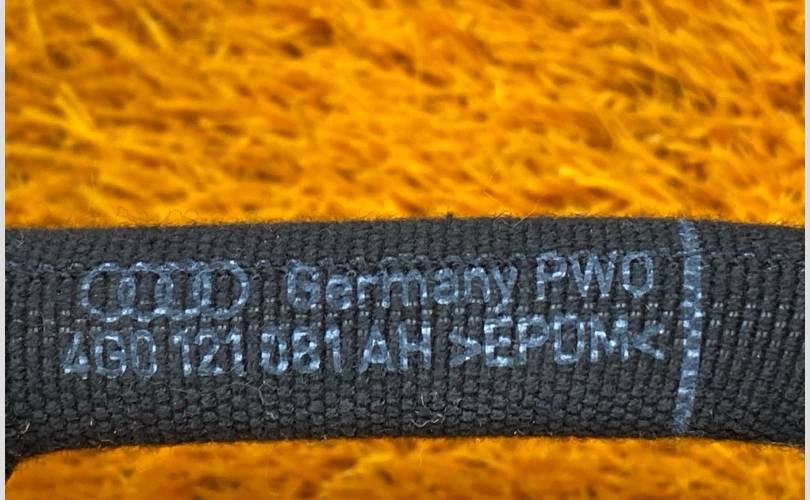 Germany PWO
4G0 121 081 AH >EPDM<